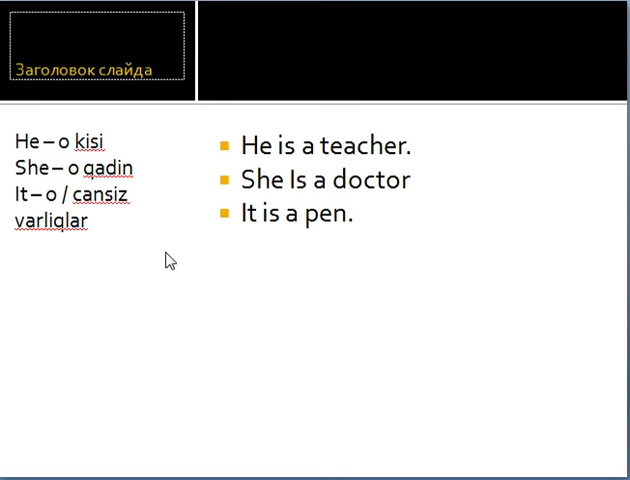 Заголовок слайда
He – o kisi
She – o qadin
It – o / cansiz
varliqlar
He is a teacher.
She Is a doctor
It is a pen.